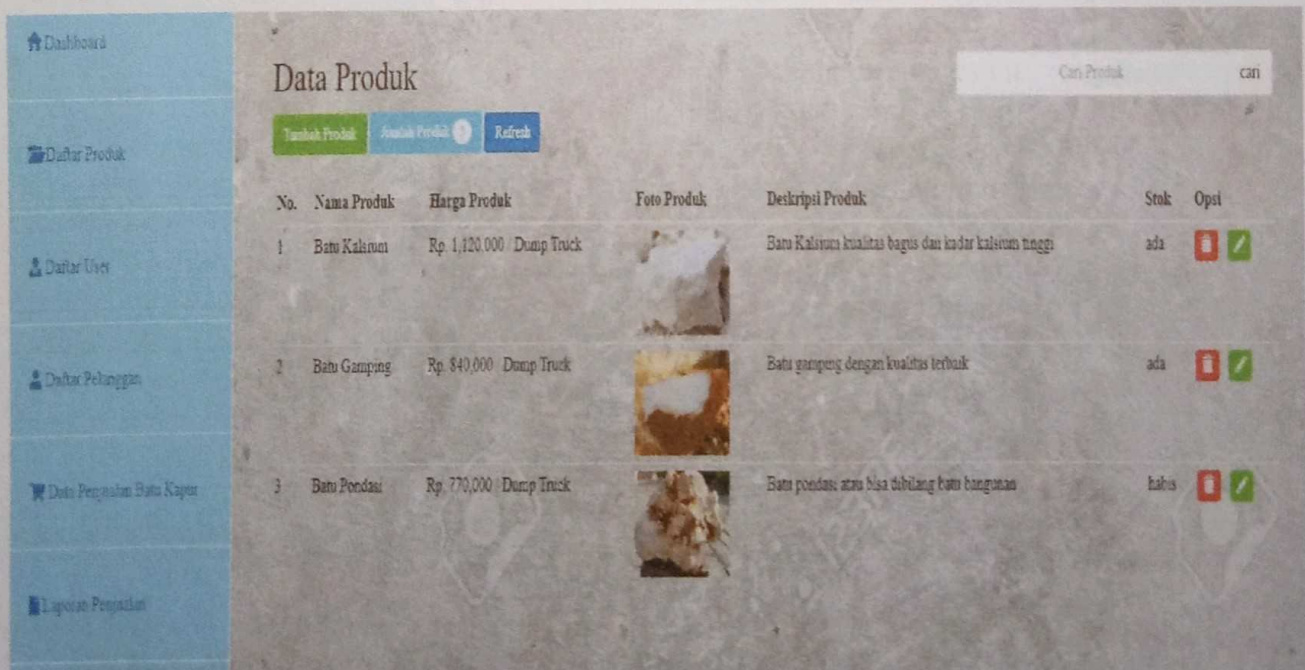 Dashboard
Daftar Produk
Daftar User
Daftar Pelanggan
Data Penjualan Batu Kapur
Laporan Penjualan
Data Produk
Cari Produk cari
Tambah Produk Jumlah Produk Refresh
No. Nama Produk Harga Produk Foto Produk Deskripsi Produk Stok Opsi
1 Batu Kalsium Rp. 1,120,000 / Dump Truck Batu Kalsium kualitas bagus dan kadar kalsium tinggi ada
2 Batu Gamping Rp. 840,000 / Dump Truck Batu gamping dengan kualitas terbaik ada
3 Batu Pondasi Rp. 770,000 / Dump Truck Batu pondasi atau bisa dibilang batu bangunan habis